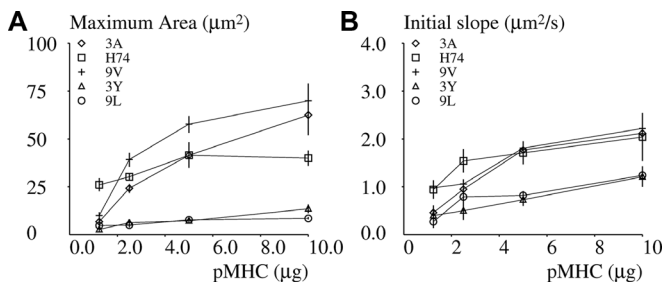 A
Maximum Area (μm²)
100
75
50
25
0
3A
H74
9V
3Y
9L
0.0 2.0 4.0 6.0 8.0 10.0
pMHC (μg)
B
Initial slope (μm²/s)
4.0
3.0
2.0
1.0
0.0
3A
H74
9V
3Y
9L
0 2 4 6 8 10.0
pMHC (μg)